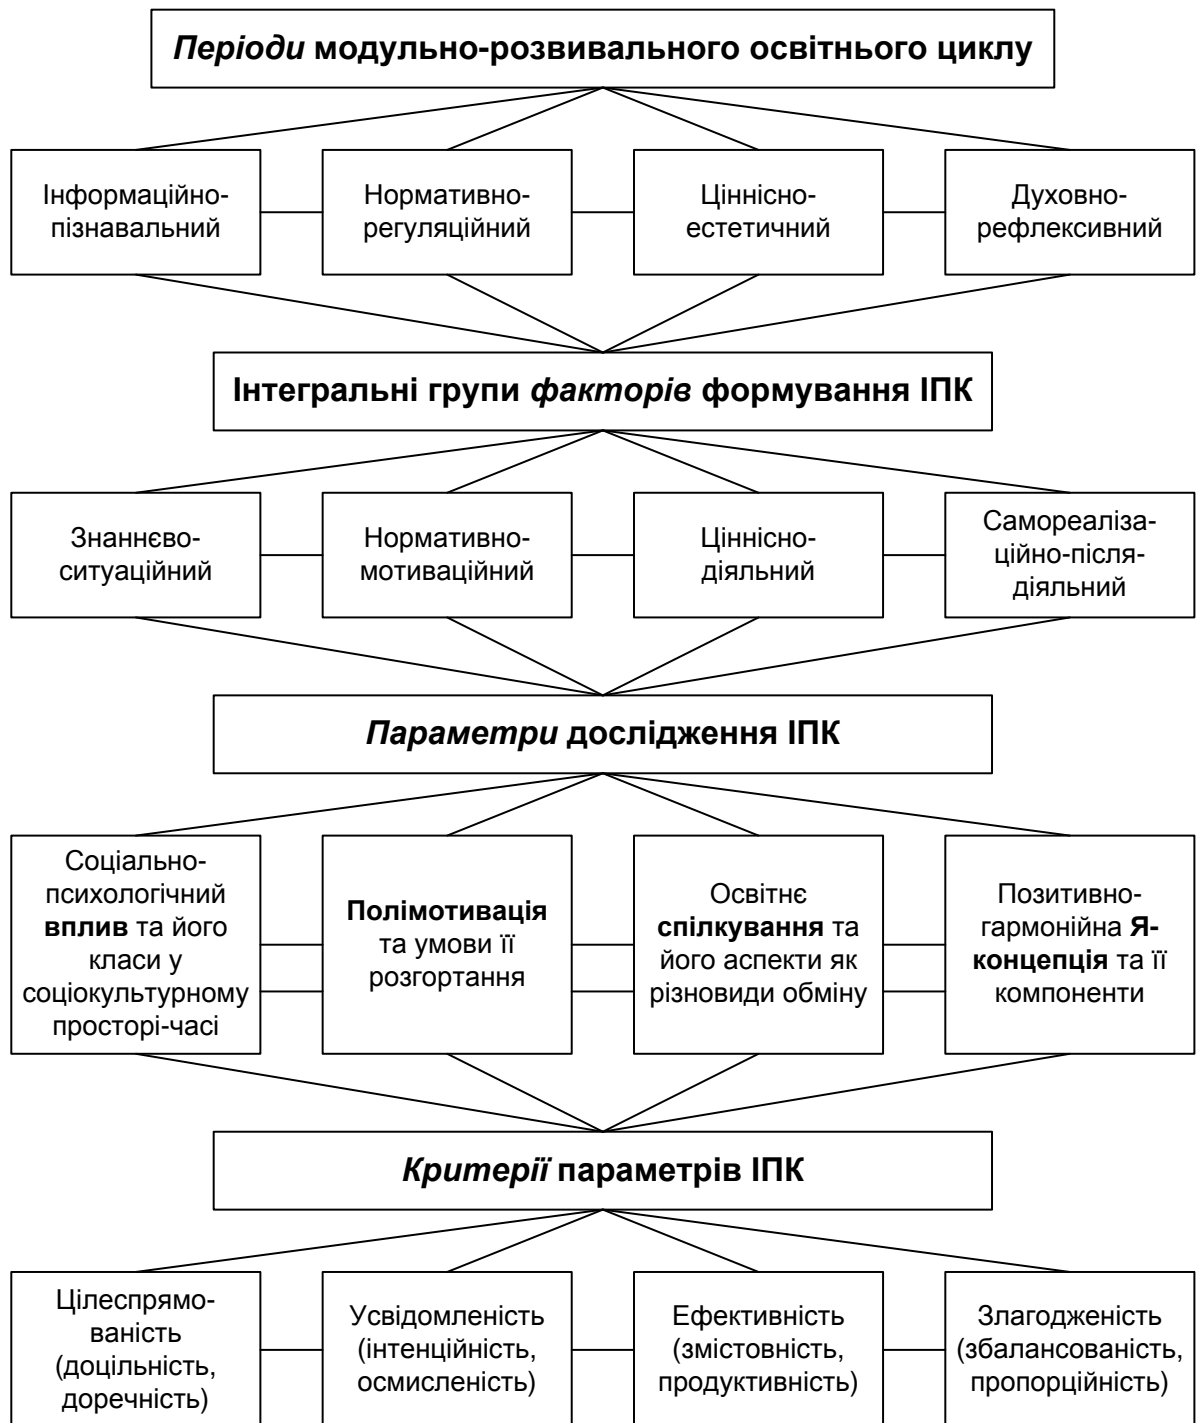 Періоди модульно-розвивального освітнього циклу
Інформаційно-
пізнавальний
Нормативно-
регуляційний
Ціннісно-
естетичний
Духовно-
рефлексивний
Інтегральні групи факторів формування ІПК
Знаннєво-
ситуаційний
Нормативно-
мотиваційний
Ціннісно-
діяльний
Самореаліза-
ційно-після-
діяльний
Параметри дослідження ІПК
Соціально-
психологічний
вплив та його
класи у
соціокультурному
просторі-часі
Полімотивація
та умови її
розгортання
Освітнє
спілкування та
його аспекти як
різновиди обміну
Позитивно-
гармонійна Я-
концепція та її
компоненти
Критерії параметрів ІПК
Цілеспрямо-
ваність
(доцільність,
доречність)
Усвідомленість
(інтенційність,
осмисленість)
Ефективність
(змістовність,
продуктивність)
Злагодженість
(збалансованість,
пропорційність)